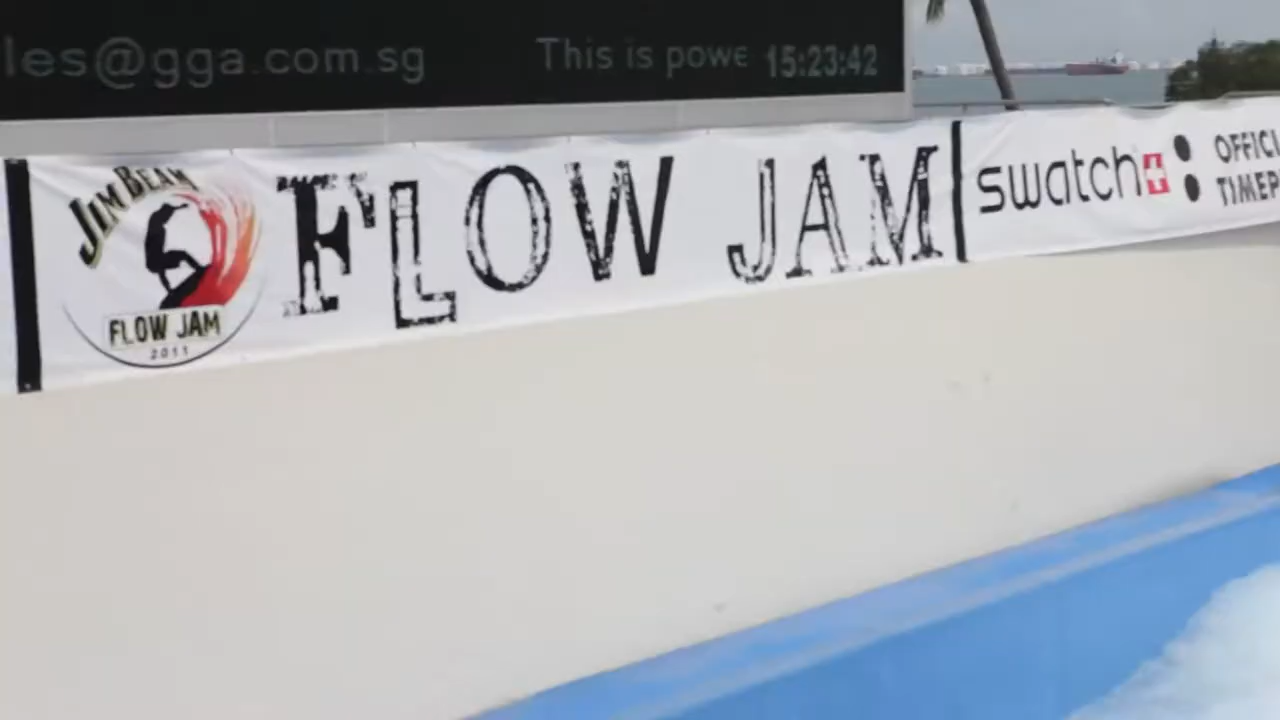 les@gga.com.sg
This is powe
15:23:42
JIM BEAM
FLOW JAM
2011
FLOW JAM
swatch
OFFICI
TIMEP